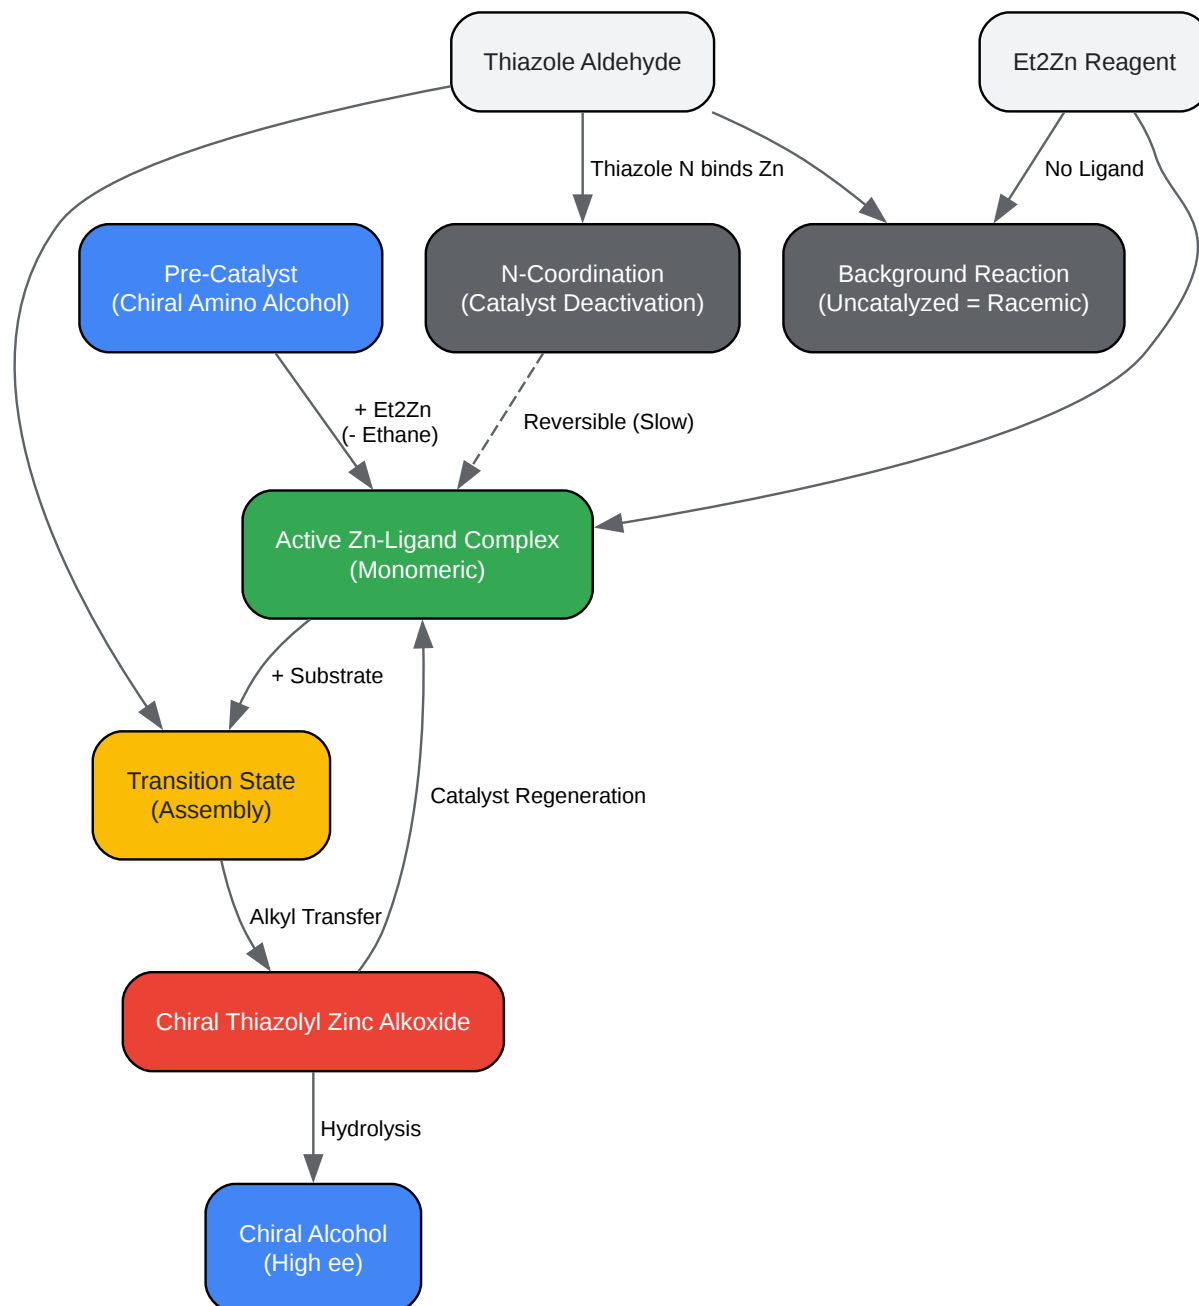 Thiazole Aldehyde
Et2Zn Reagent
Thiazole N binds Zn
No Ligand
Pre-Catalyst
(Chiral Amino Alcohol)
N-Coordination
(Catalyst Deactivation)
Background Reaction
(Uncatalyzed = Racemic)
+ Et2Zn
(- Ethane)
Reversible (Slow)
Active Zn-Ligand Complex
(Monomeric)
+ Substrate
Transition State
(Assembly)
Catalyst Regeneration
Alkyl Transfer
Chiral Thiazolyl Zinc Alkoxide
Hydrolysis
Chiral Alcohol
(High ee)